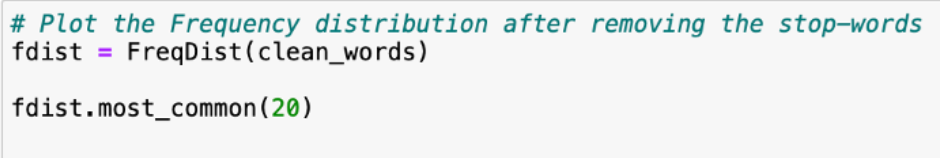 # Plot the Frequency distribution after removing the stop-words
fdist = FreqDist(clean_words)
fdist.most_common(20)